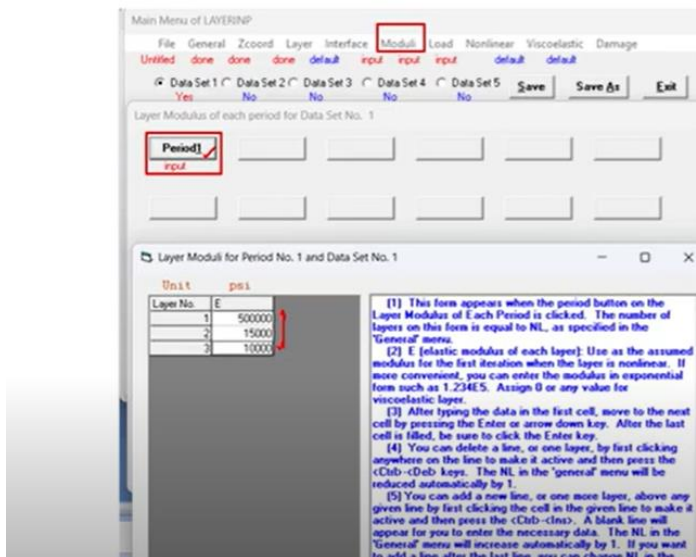 Main Menu of LAYERINP
File General Zcoord Layer Interface Moduli Load Nonlinear Viscoelastic Damage
Untitled done done done default input input input default default
Data Set 1 Data Set 2 Data Set 3 Data Set 4 Data Set 5 Save Save As Exit
Yes No No No No
Layer Modulus of each period for Data Set No. 1
Period1
input
Layer Moduli for Period No. 1 and Data Set No. 1
Unit psi
Layer No. E
1 500000
2 15000
3 10000
(1) This form appears when the period button on the
Layer Modulus of Each Period is clicked. The number of
layers on this form is equal to NL, as specified in the
'General' menu.
(2) E (elastic modulus of each layer): Use as the assumed
modulus for the first iteration when the layer is nonlinear. If
more convenient, you can enter the modulus in exponential
form such as 1.234E5. Assign 0 or any value for
viscoelastic layer.
(3) After typing the data in the first cell, move to the next
cell by pressing the Enter or arrow down key. After the last
cell is filled, be sure to click the Enter key.
(4) You can delete a line, or one layer, by first clicking
anywhere on the line to make it active and then press the
<Ctrl>-<Del> keys. The NL in the 'general' menu will be
reduced automatically by 1.
(5) You can add a new line, or one more layer, above any
given line by first clicking the cell in the given line to make it
active and then press the <Ctrl>-<Ins>. A blank line will
appear for you to enter the necessary data. The NL in the
'General' menu will increase automatically by 1. If you want
to add a line after the last line, you can change NL in the